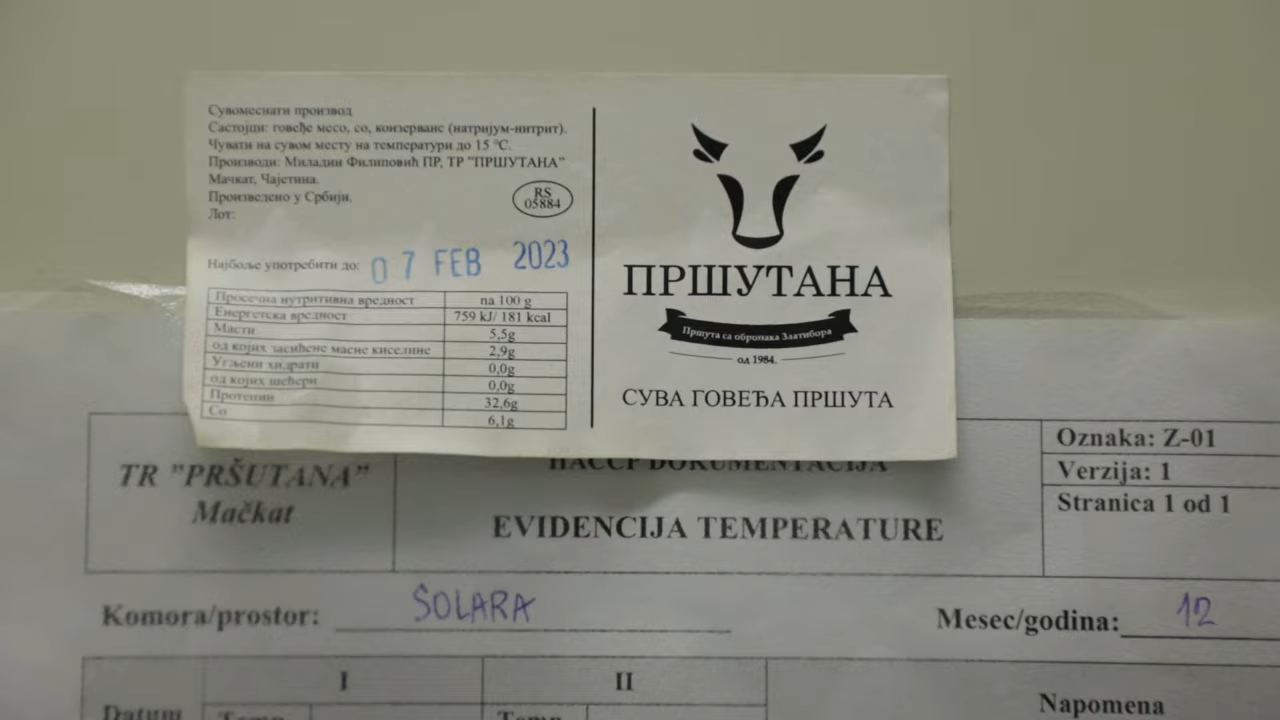 Сувомеснати производ
Састојци: говеђе месо, со, конзерванс (натријум-нитрит).
Чувати на сувом месту на температури до 15 °C.
Производи: Миладин Филиповић ПР, ТР "ПРШУТАНА"
Мачкат, Чајетина.
Произведено у Србији.
Лот:
RS
05884
Најбоље употребити до: 07 FEB 2023
Просечна нутритивна вредност на 100 g
Енергетска вредност 759 kJ/ 181 kcal
Масти 5,5g
од којих засићене масне киселине 2,9g
Угљени хидрати 0,0g
од којих шећери 0,0g
Протеини 32,6g
Со 6,1g
ПРШУТАНА
Пршута са обронака Златибора
од 1984.
СУВА ГОВЕЂА ПРШУТА
TR "PRŠUTANA"
Mačkat
HACCP DOKUMENTACIJA
EVIDENCIJA TEMPERATURE
Oznaka: Z-01
Verzija: 1
Stranica 1 od 1
Komora/prostor: SOLARA
Mesec/godina: 12
I II
Napomena
Datum Temp Temp